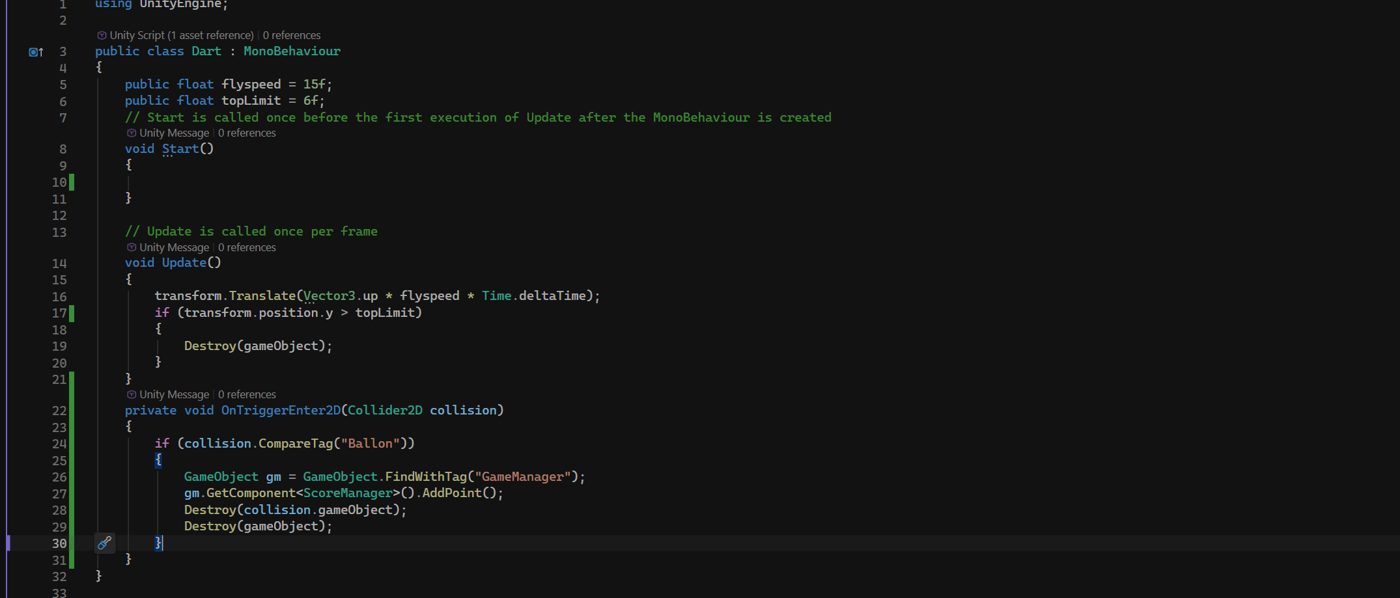 1 using UnityEngine;
2
Unity Script (1 asset reference) | 0 references
3 public class Dart : MonoBehaviour
4 {
5 public float flyspeed = 15f;
6 public float topLimit = 6f;
7 // Start is called once before the first execution of Update after the MonoBehaviour is created
Unity Message | 0 references
8 void Start()
9 {
10
11 }
12
13 // Update is called once per frame
Unity Message | 0 references
14 void Update()
15 {
16 transform.Translate(Vector3.up * flyspeed * Time.deltaTime);
17 if (transform.position.y > topLimit)
18 {
19 Destroy(gameObject);
20 }
21 }
Unity Message | 0 references
22 private void OnTriggerEnter2D(Collider2D collision)
23 {
24 if (collision.CompareTag("Ballon"))
25 {
26 GameObject gm = GameObject.FindWithTag("GameManager");
27 gm.GetComponent<ScoreManager>().AddPoint();
28 Destroy(collision.gameObject);
29 Destroy(gameObject);
30 }
31 }
32 }
33